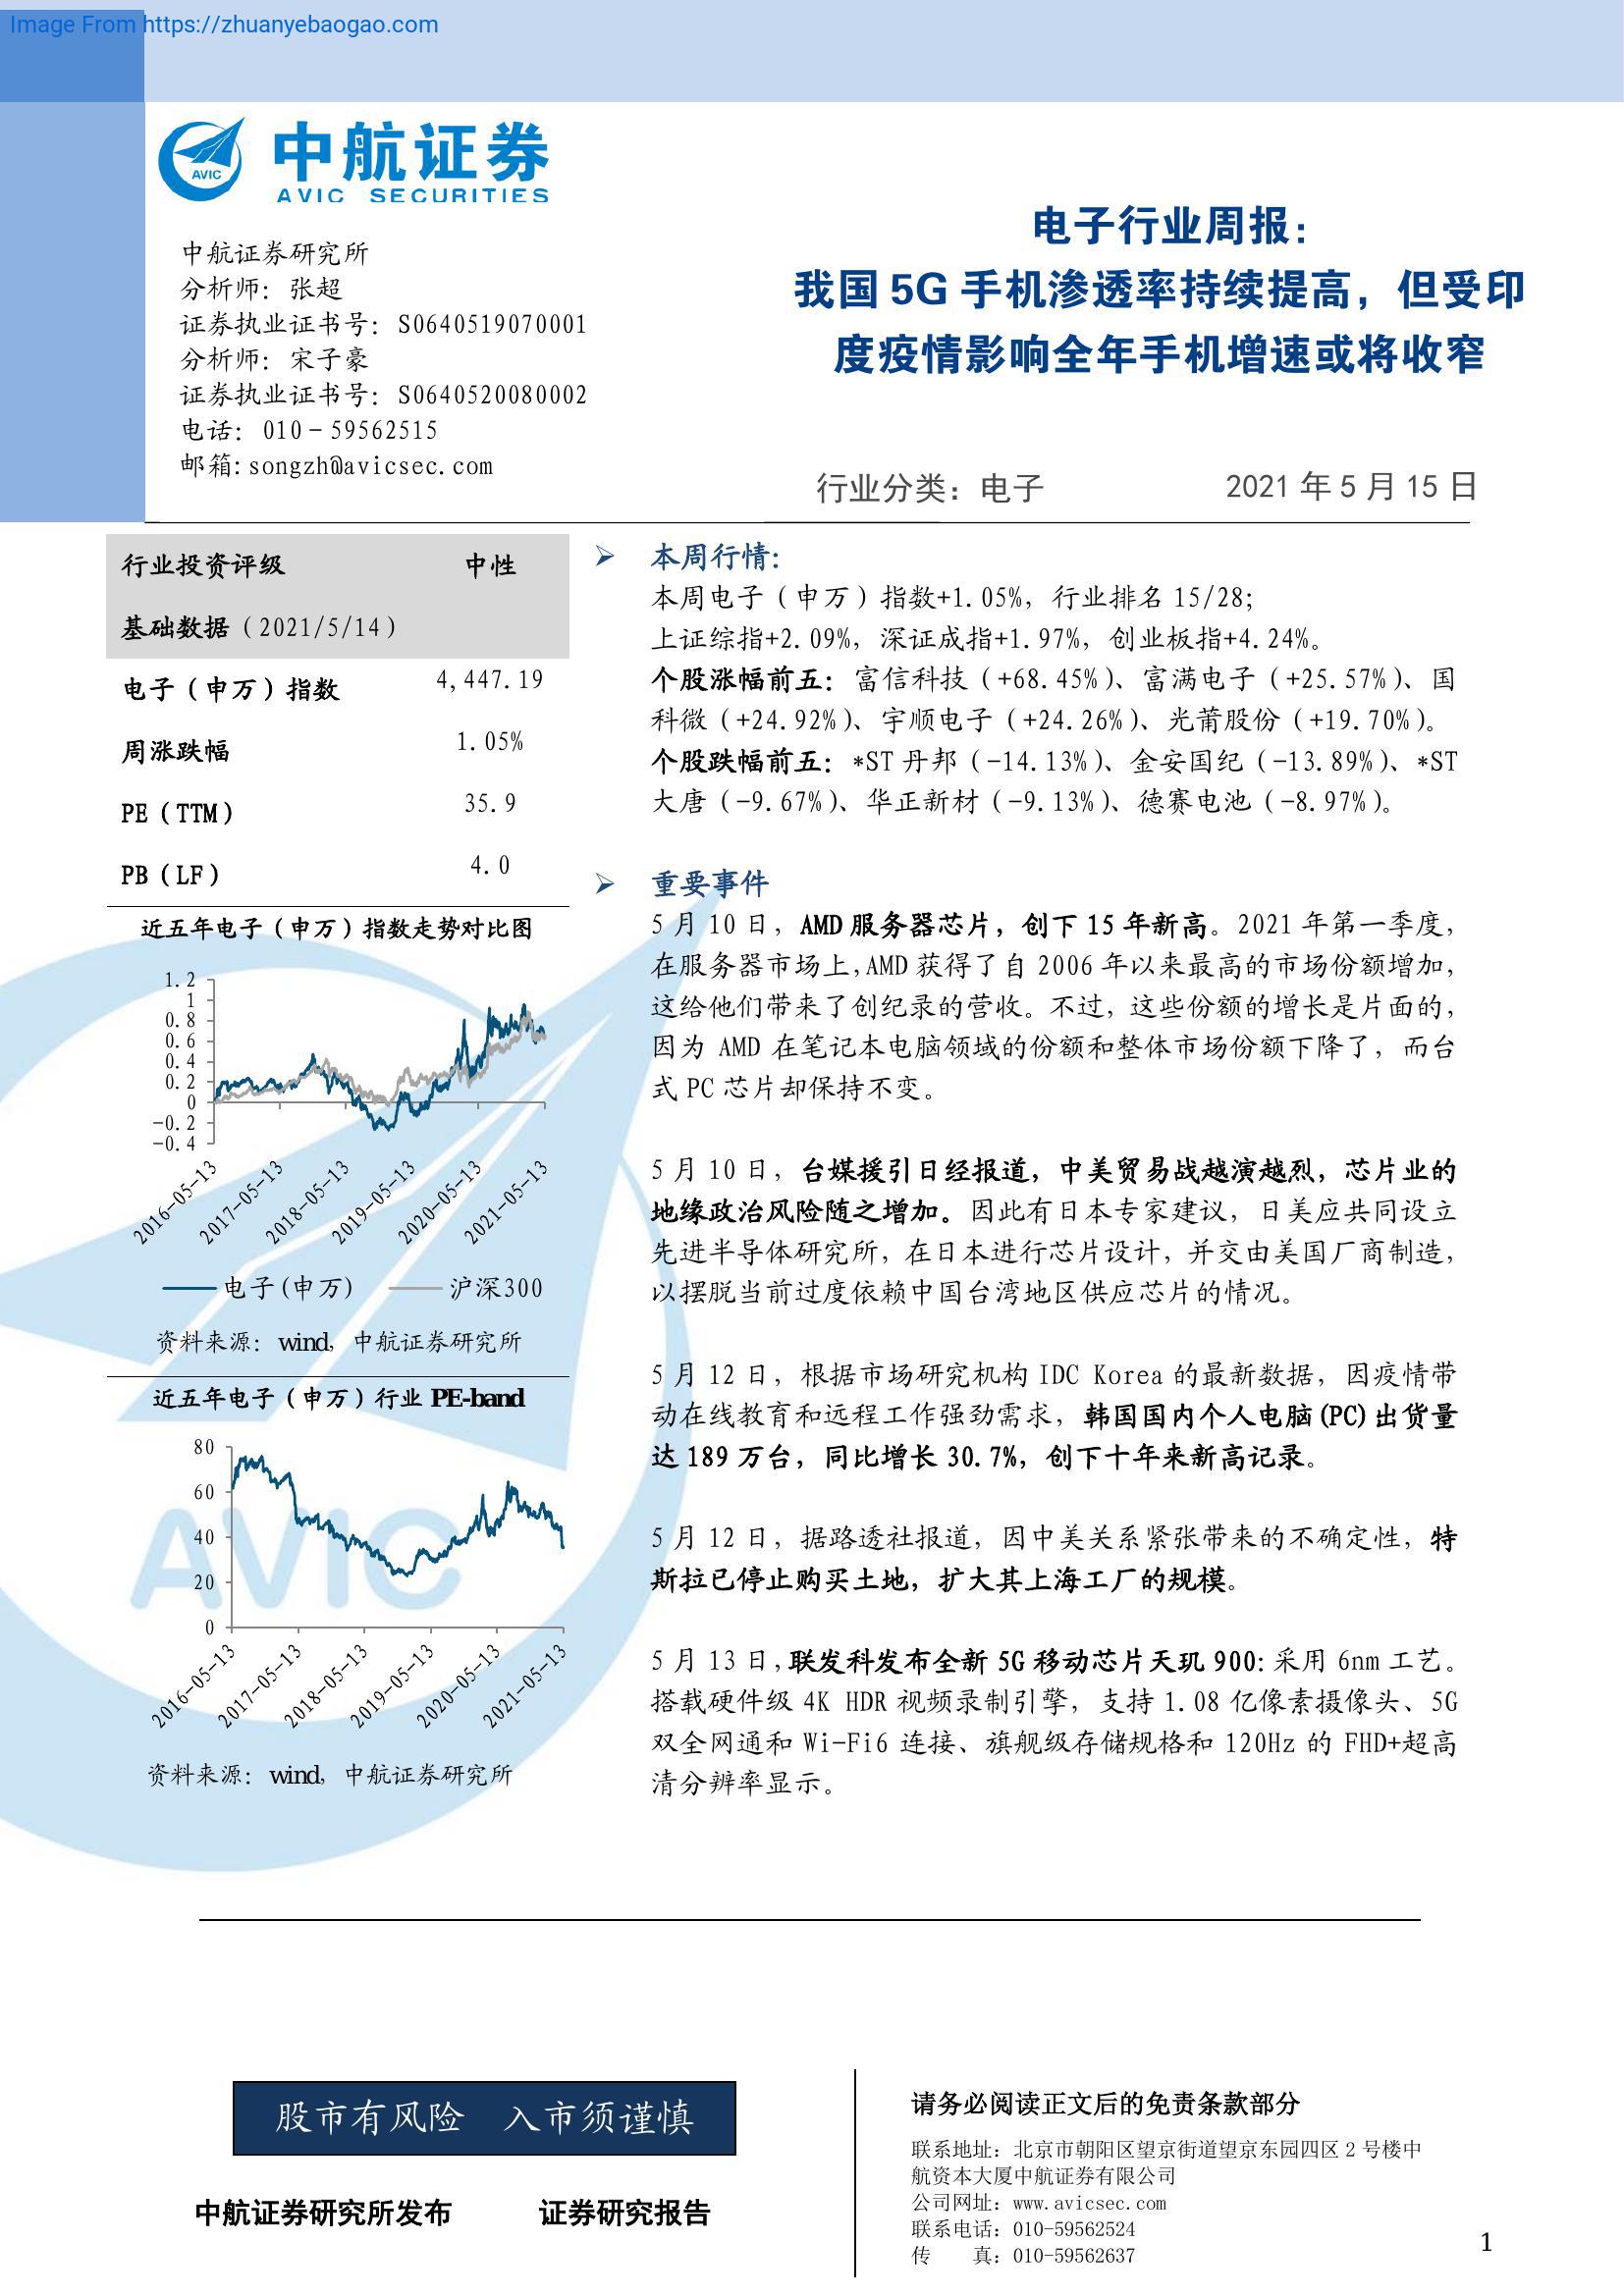 Image From https://zhuanyebaogao.com
AVIC
中航证券
AVIC SECURITIES
中航证券研究所
分析师：张超
证券执业证书号：S0640519070001
分析师：宋子豪
证券执业证书号：S0640520080002
电话：010－59562515
邮箱:songzh@avicsec.com
电子行业周报：
我国 5G 手机渗透率持续提高，但受印
度疫情影响全年手机增速或将收窄
行业分类：电子 2021 年 5 月 15 日
行业投资评级 中性
基础数据（2021/5/14）
电子（申万）指数 4,447.19
周涨跌幅 1.05%
PE（TTM） 35.9
PB（LF） 4.0
近五年电子（申万）指数走势对比图
1.2
1
0.8
0.6
0.4
0.2
0
-0.2
-0.4
2016-05-13
2017-05-13
2018-05-13
2019-05-13
2020-05-13
2021-05-13
电子(申万) 沪深300
资料来源：wind，中航证券研究所
近五年电子（申万）行业 PE-band
80
60
40
20
0
2016-05-13
2017-05-13
2018-05-13
2019-05-13
2020-05-13
2021-05-13
资料来源：wind，中航证券研究所
AVIC
➢ 本周行情:
本周电子（申万）指数+1.05%，行业排名 15/28；
上证综指+2.09%，深证成指+1.97%，创业板指+4.24%。
个股涨幅前五：富信科技（+68.45%）、富满电子（+25.57%）、国
科微（+24.92%）、宇顺电子（+24.26%）、光莆股份（+19.70%）。
个股跌幅前五：*ST 丹邦（-14.13%）、金安国纪（-13.89%）、*ST
大唐（-9.67%）、华正新材（-9.13%）、德赛电池（-8.97%）。
➢ 重要事件
5 月 10 日，AMD 服务器芯片，创下 15 年新高。2021 年第一季度，
在服务器市场上,AMD 获得了自 2006 年以来最高的市场份额增加，
这给他们带来了创纪录的营收。不过，这些份额的增长是片面的，
因为 AMD 在笔记本电脑领域的份额和整体市场份额下降了，而台
式 PC 芯片却保持不变。
5 月 10 日，台媒援引日经报道，中美贸易战越演越烈，芯片业的
地缘政治风险随之增加。因此有日本专家建议，日美应共同设立
先进半导体研究所，在日本进行芯片设计，并交由美国厂商制造，
以摆脱当前过度依赖中国台湾地区供应芯片的情况。
5 月 12 日，根据市场研究机构 IDC Korea 的最新数据，因疫情带
动在线教育和远程工作强劲需求，韩国国内个人电脑(PC)出货量
达 189 万台，同比增长 30.7%，创下十年来新高记录。
5 月 12 日，据路透社报道，因中美关系紧张带来的不确定性，特
斯拉已停止购买土地，扩大其上海工厂的规模。
5 月 13 日,联发科发布全新 5G 移动芯片天玑 900:采用 6nm 工艺。
搭载硬件级 4K HDR 视频录制引擎，支持 1.08 亿像素摄像头、5G
双全网通和 Wi-Fi6 连接、旗舰级存储规格和 120Hz 的 FHD+超高
清分辨率显示。
股市有风险 入市须谨慎
中航证券研究所发布 证券研究报告
请务必阅读正文后的免责条款部分
联系地址：北京市朝阳区望京街道望京东园四区 2 号楼中
航资本大厦中航证券有限公司
公司网址：www.avicsec.com
联系电话：010-59562524
传 真：010-59562637
1